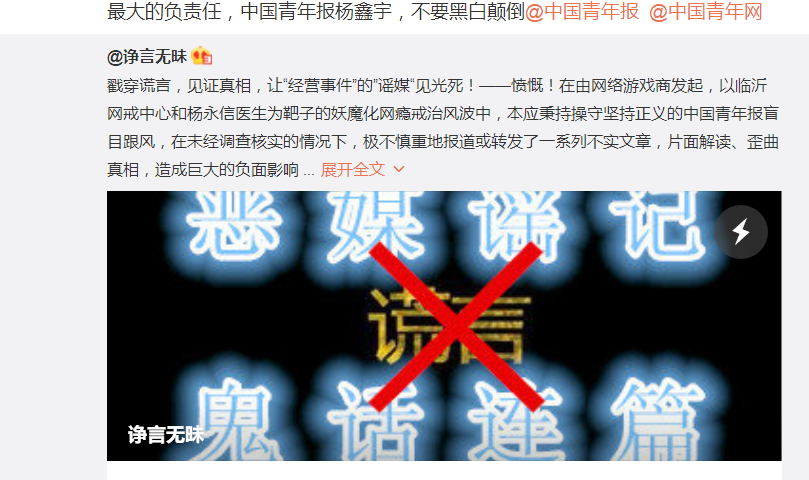 最大的负责任，中国青年报杨鑫宇，不要黑白颠倒@中国青年报 @中国青年网
@诤言无昧
戳穿谎言，见证真相，让“经营事件”的”谣媒“见光死！——愤慨！在由网络游戏商发起，以临沂
网戒中心和杨永信医生为靶子的妖魔化网瘾戒治风波中，本应秉持操守坚持正义的中国青年报盲
目跟风，在未经调查核实的情况下，极不慎重地报道或转发了一系列不实文章，片面解读、歪曲
真相，造成巨大的负面影响 ... 展开全文
恶媒谣记
谎言
鬼话连篇
诤言无昧